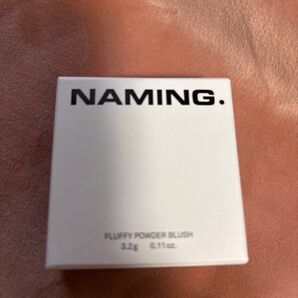 NAMING.
FLUFFY POWDER BLUSH
3.2g 0.11oz.